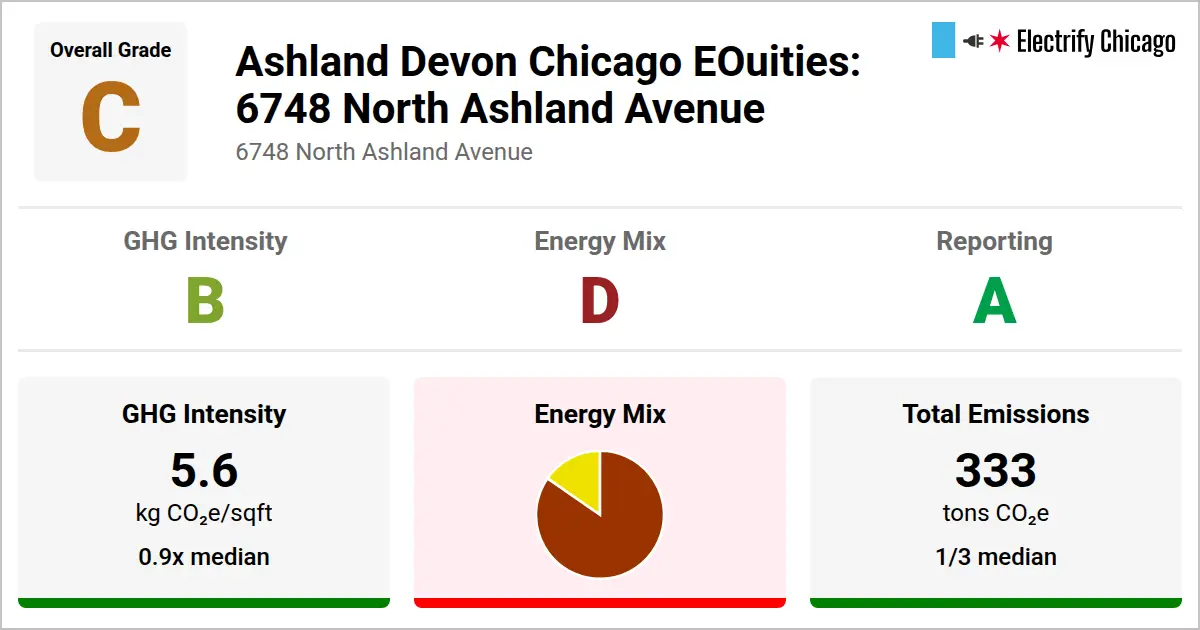 Overall Grade
C
Ashland Devon Chicago EOuities:
6748 North Ashland Avenue
6748 North Ashland Avenue
Electrify Chicago
GHG Intensity
B
Energy Mix
D
Reporting
A
GHG Intensity
5.6
kg CO₂e/sqft
0.9x median
Energy Mix
Total Emissions
333
tons CO₂e
1/3 median